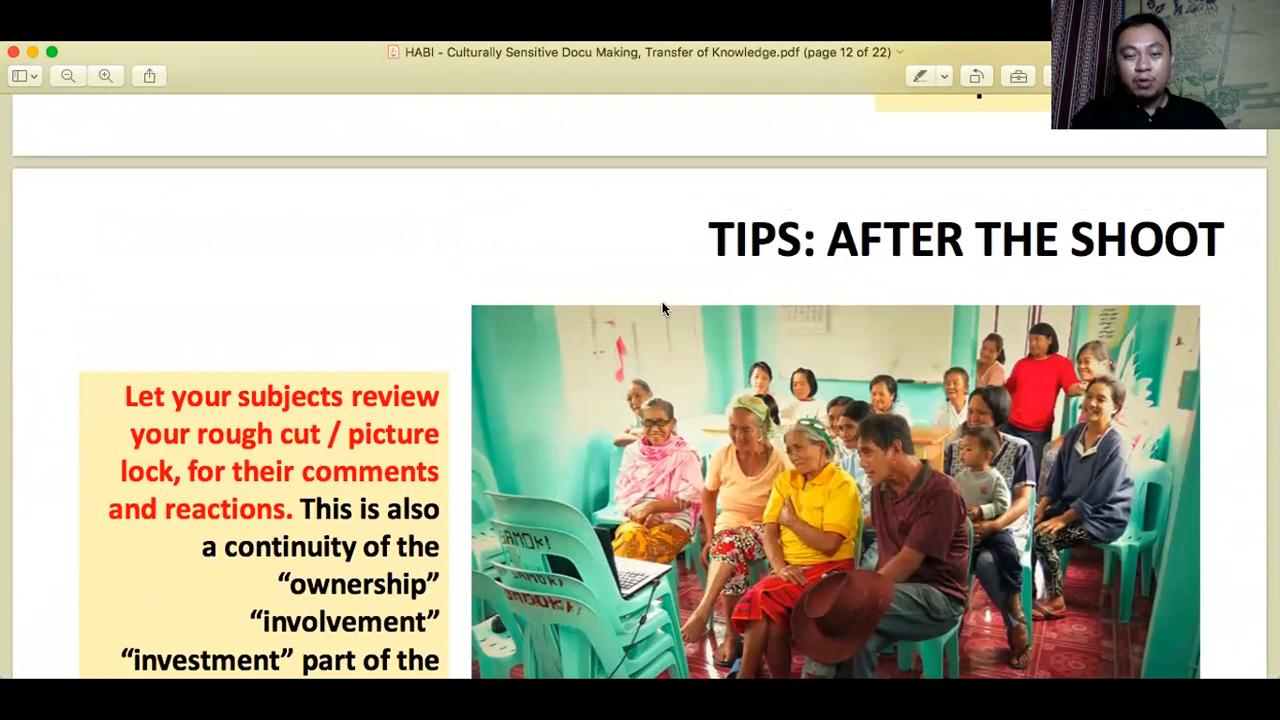 HABI - Culturally Sensitive Docu Making, Transfer of Knowledge.pdf (page 12 of 22)
TIPS: AFTER THE SHOOT
Let your subjects review
your rough cut / picture
lock, for their comments
and reactions. This is also
a continuity of the
“ownership”
“involvement”
“investment” part of the
SAMOKI
SAMOKI